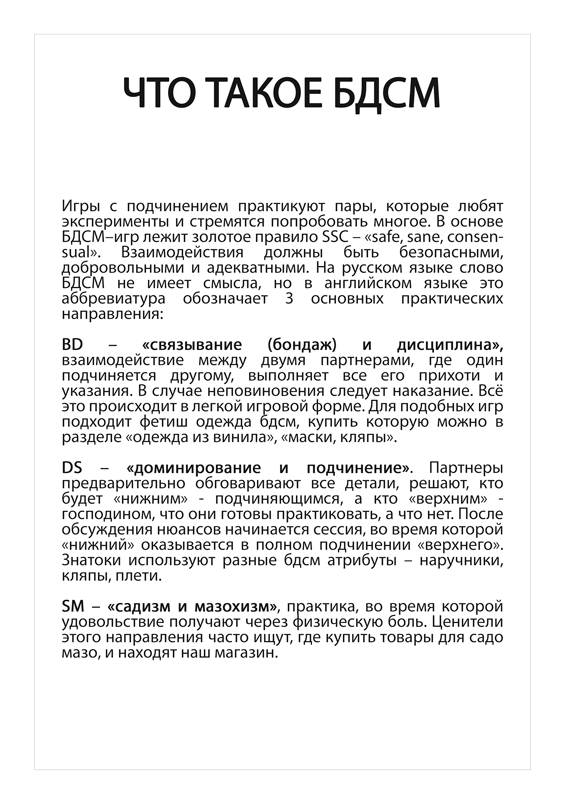 ЧТО ТАКОЕ БДСМ
Игры с подчинением практикуют пары, которые любят
эксперименты и стремятся попробовать многое. В основе
БДСМ–игр лежит золотое правило SSC – «safe, sane, consen-
sual». Взаимодействия должны быть безопасными,
добровольными и адекватными. На русском языке слово
БДСМ не имеет смысла, но в английском языке это
аббревиатура обозначает 3 основных практических
направления:
BD – «связывание (бондаж) и дисциплина»,
взаимодействие между двумя партнерами, где один
подчиняется другому, выполняет все его прихоти и
указания. В случае неповиновения следует наказание. Всё
это происходит в легкой игровой форме. Для подобных игр
подходит фетиш одежда бдсм, купить которую можно в
разделе «одежда из винила», «маски, кляпы».
DS – «доминирование и подчинение». Партнеры
предварительно обговаривают все детали, решают, кто
будет «нижним» - подчиняющимся, а кто «верхним» -
господином, что они готовы практиковать, а что нет. После
обсуждения нюансов начинается сессия, во время которой
«нижний» оказывается в полном подчинении «верхнего».
Знатоки используют разные бдсм атрибуты – наручники,
кляпы, плети.
SM – «садизм и мазохизм», практика, во время которой
удовольствие получают через физическую боль. Ценители
этого направления часто ищут, где купить товары для садо
мазо, и находят наш магазин.